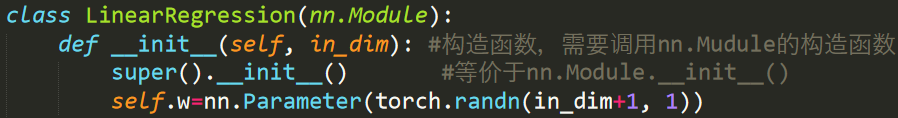 class LinearRegression(nn.Module):
    def __init__(self, in_dim): #构造函数，需要调用nn.Mudule的构造函数
        super().__init__()        #等价于nn.Module.__init__()
        self.w=nn.Parameter(torch.randn(in_dim+1, 1))